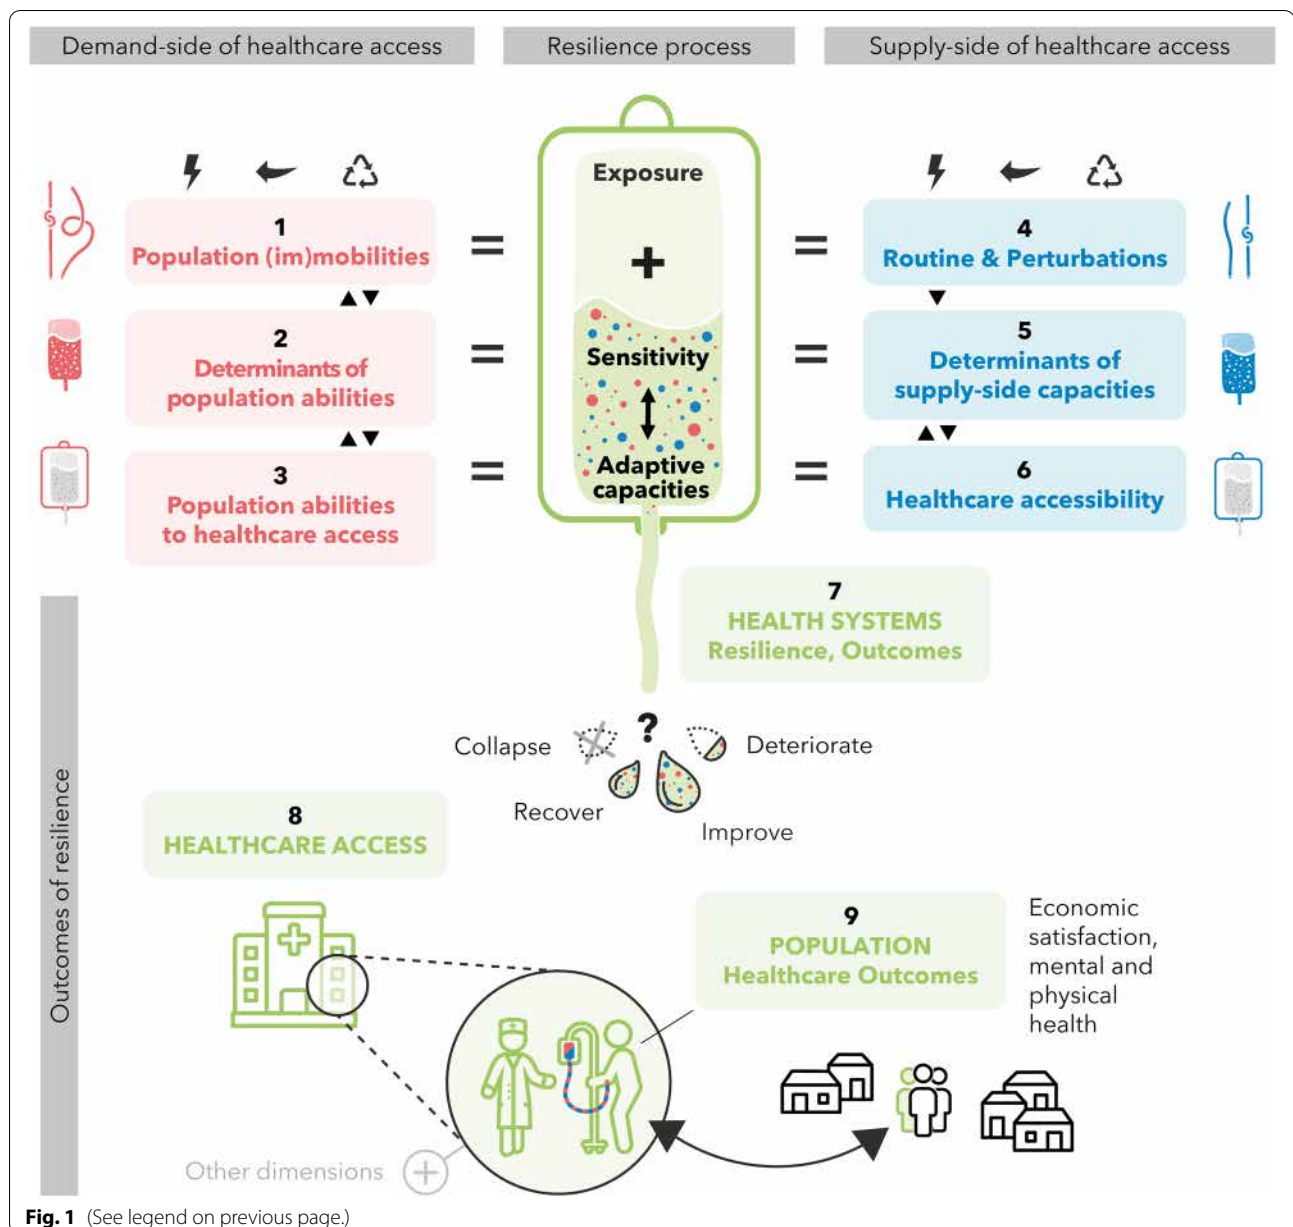 Demand-side of healthcare access
Resilience process
Supply-side of healthcare access
1
Population (im)mobilities
2
Determinants of
population abilities
3
Population abilities
to healthcare access
=
=
=
Exposure
+
Sensitivity
Adaptive
capacities
=
=
=
4
Routine & Perturbations
5
Determinants of
supply-side capacities
6
Healthcare accessibility
7
HEALTH SYSTEMS
Resilience, Outcomes
Outcomes of resilience
?
Collapse
Deteriorate
Recover
Improve
8
HEALTHCARE ACCESS
9
POPULATION
Healthcare Outcomes
Economic
satisfaction,
mental and
physical
health
Other dimensions
+
Fig. 1 (See legend on previous page.)